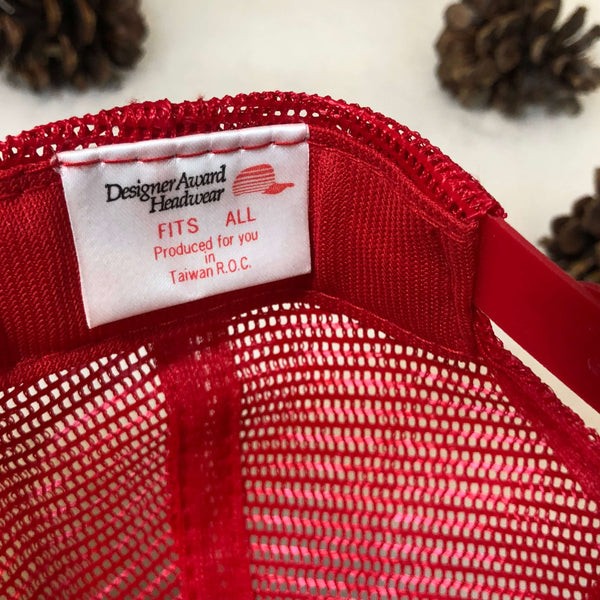 Designer Award
Headwear
FITS ALL
Produced for you
in
Taiwan R.O.C.